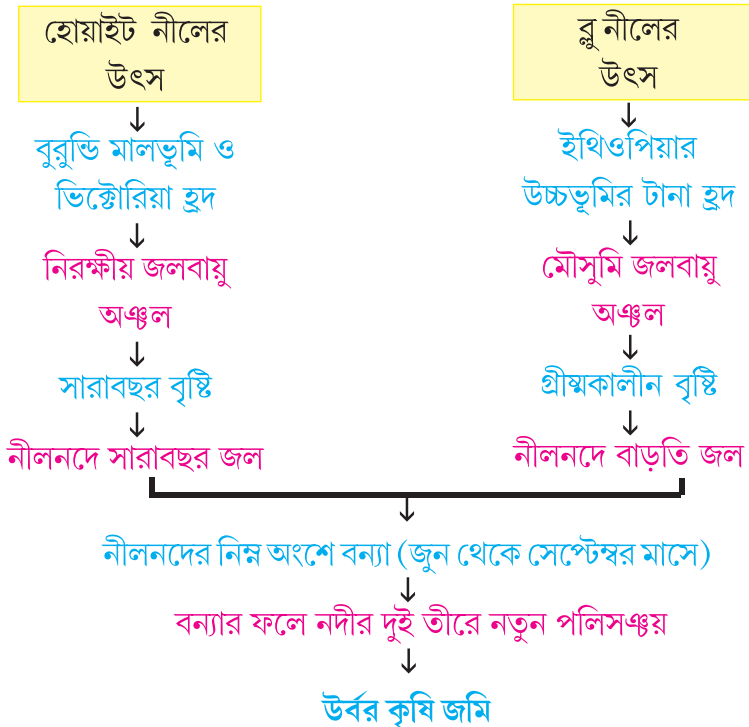 হোয়াইট নীলের
উৎস
↓
বুরুন্ডি মালভূমি ও
ভিক্টোরিয়া হ্রদ
↓
নিরক্ষীয় জলবায়ু
অঞ্চল
↓
সারাবছর বৃষ্টি
↓
নীলনদে সারাবছর জল
ব্লু নীলের
উৎস
↓
ইথিওপিয়ার
উচ্চভূমির টানা হ্রদ
↓
মৌসুমি জলবায়ু
অঞ্চল
↓
গ্রীষ্মকালীন বৃষ্টি
↓
নীলনদে বাড়তি জল
↓
নীলনদের নিম্ন অংশে বন্যা (জুন থেকে সেপ্টেম্বর মাসে)
↓
বন্যার ফলে নদীর দুই তীরে নতুন পলিসঞ্চয়
↓
উর্বর কৃষি জমি